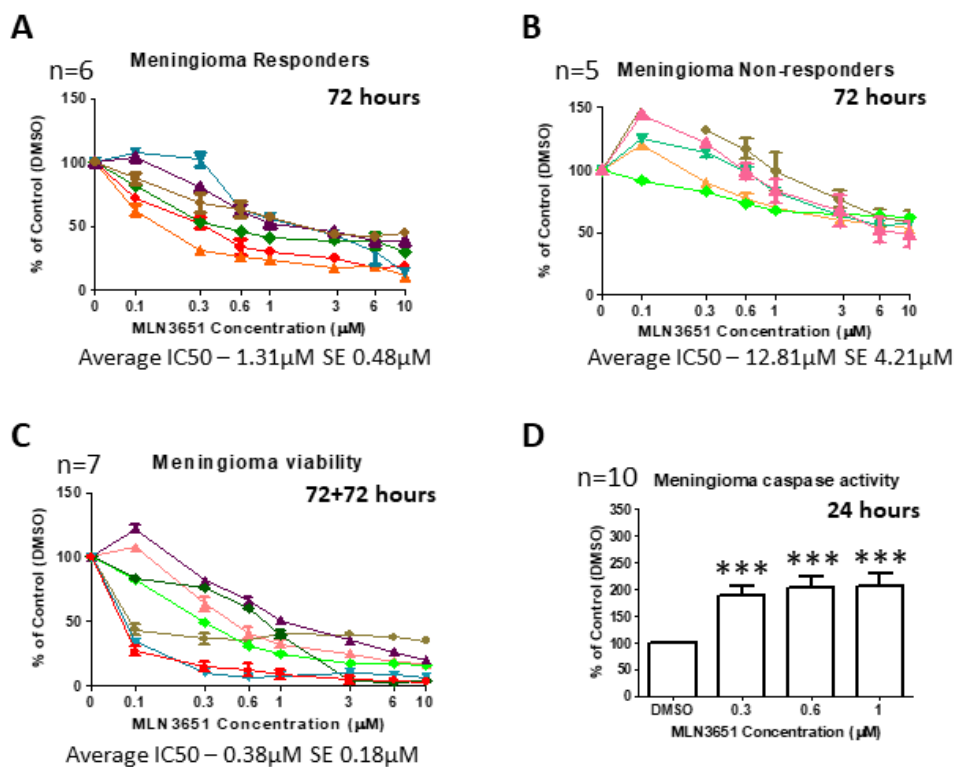 A
n=6
Meningioma Responders
72 hours
150
100
50
0
% of Control (DMSO)
0 0.1 0.3 0.6 1 3 6 10
MLN3651 Concentration (μM)
Average IC50 – 1.31μM SE 0.48μM
B
n=5
Meningioma Non-responders
72 hours
150
100
50
0
% of Control (DMSO)
0 0.1 0.3 0.6 1 3 6 10
MLN3651 Concentration (μM)
Average IC50 – 12.81μM SE 4.21μM
C
n=7
Meningioma viability
72+72 hours
150
100
50
0
% of Control (DMSO)
0 0.1 0.3 0.6 1 3 6 10
MLN3651 Concentration (μM)
Average IC50 – 0.38μM SE 0.18μM
D
n=10
Meningioma caspase activity
24 hours
350
300
250
200
150
100
50
0
% of Control (DMSO)
*** *** ***
DMSO 0.3 0.6 1
MLN3651 Concentration (μM)